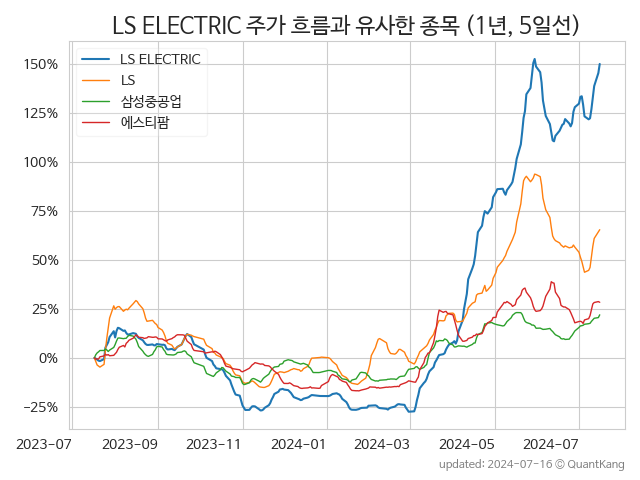 LS ELECTRIC 주가 흐름과 유사한 종목 (1년, 5일선)
LS ELECTRIC
LS
삼성중공업
에스티팜
150%
125%
100%
75%
50%
25%
0%
−25%
2023-07 2023-09 2023-11 2024-01 2024-03 2024-05 2024-07
updated: 2024-07-16 © QuantKang